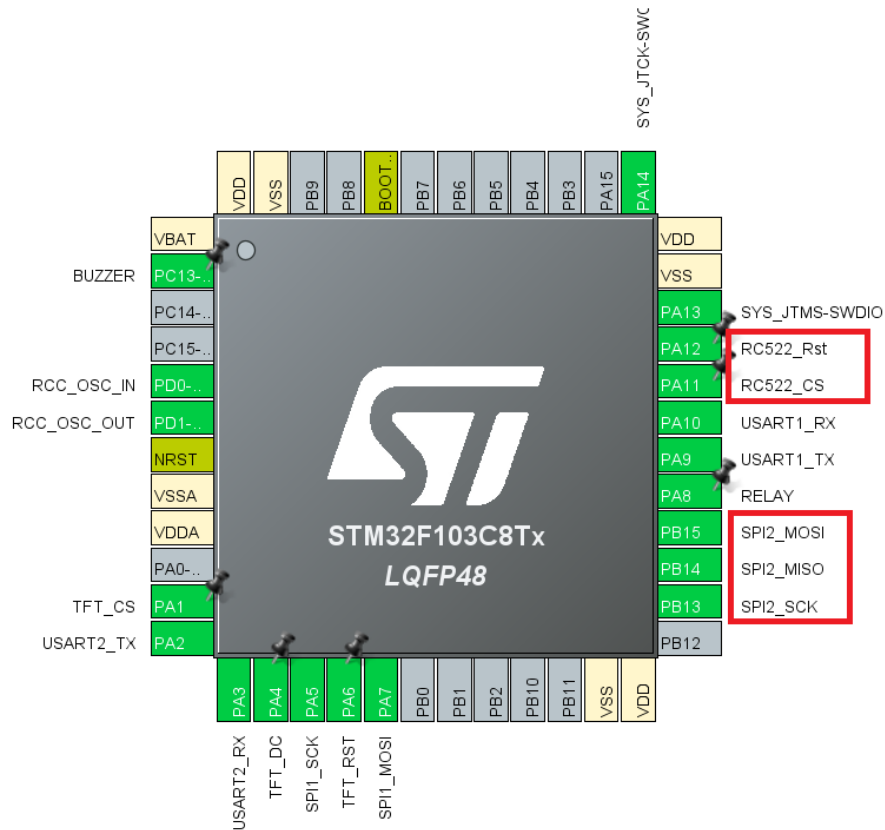 SYS_JTCK-SWC
VDD
VSS
PB9
PB8
BOOT..
PB7
PB6
PB5
PB4
PB3
PA15
PA14
VBAT
BUZZER
PC13-..
PC14-..
PC15-..
RCC_OSC_IN
PD0-..
RCC_OSC_OUT
PD1-..
NRST
VSSA
VDDA
PA0-..
TFT_CS
PA1
USART2_TX
PA2
ST
STM32F103C8Tx
LQFP48
VDD
VSS
PA13
SYS_JTMS-SWDIO
PA12
RC522_Rst
PA11
RC522_CS
PA10
USART1_RX
PA9
USART1_TX
PA8
RELAY
PB15
SPI2_MOSI
PB14
SPI2_MISO
PB13
SPI2_SCK
PB12
PA3
PA4
PA5
PA6
PA7
PB0
PB1
PB2
PB10
PB11
VSS
VDD
USART2_RX
TFT_DC
SPI1_SCK
TFT_RST
SPI1_MOSI